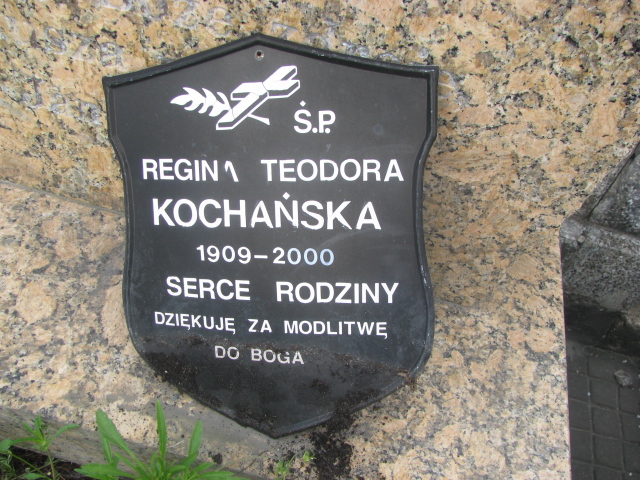 Ś.P.
REGINA TEODORA
KOCHAŃSKA
1909-2000
SERCE RODZINY
DZIĘKUJĘ ZA MODLITWĘ
DO BOGA